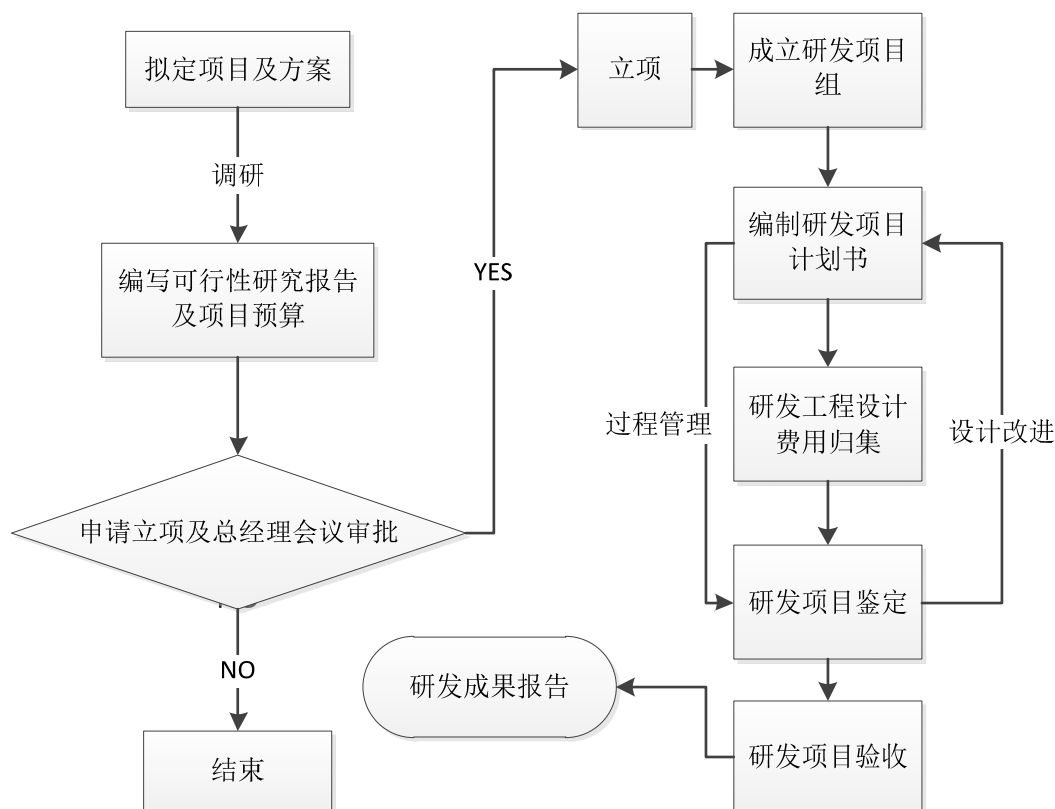 拟定项目及方案
调研
编写可行性研究报告
及项目预算
申请立项及总经理会议审批
NO
结束
YES
立项
成立研发项目
组
编制研发项目
计划书
过程管理
研发工程设计
费用归集
设计改进
研发项目鉴定
研发项目验收
研发成果报告